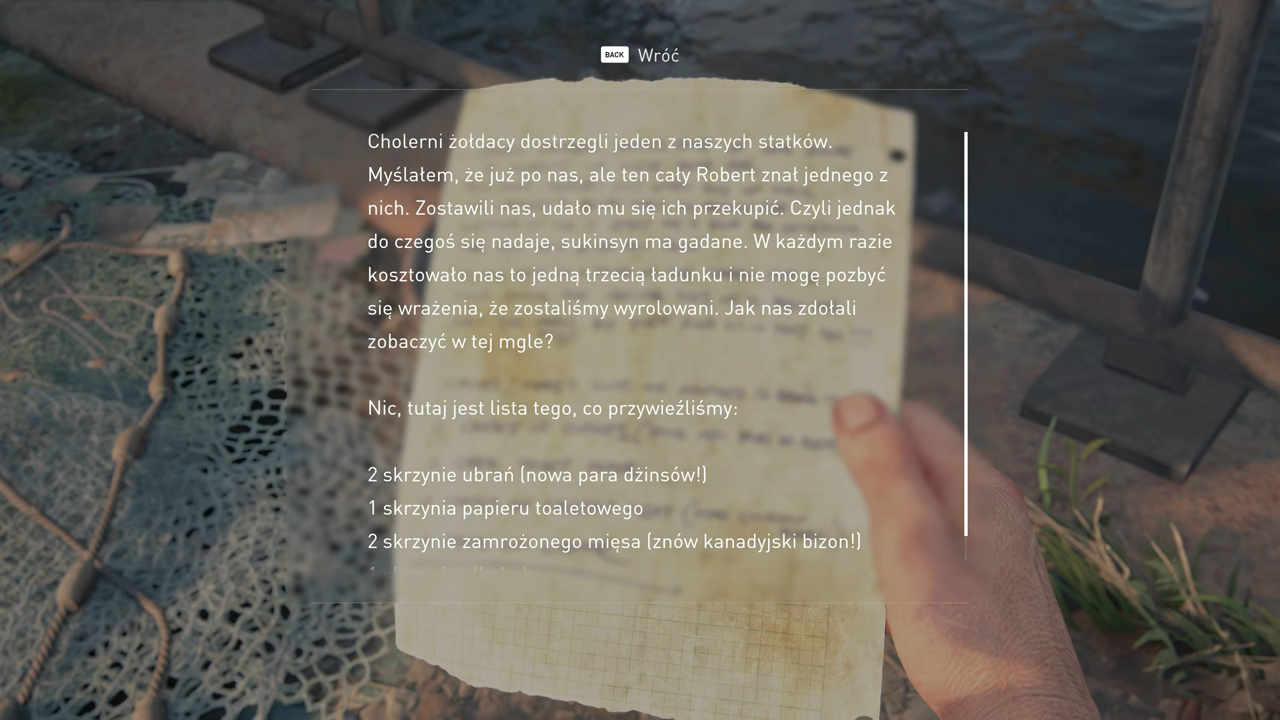 BACK Wróć
Cholerni żołdacy dostrzegli jeden z naszych statków.
Myślałem, że już po nas, ale ten cały Robert znał jednego z
nich. Zostawili nas, udało mu się ich przekupić. Czyli jednak
do czegoś się nadaje, sukinsyn ma gadane. W każdym razie
kosztowało nas to jedną trzecią ładunku i nie mogę pozbyć
się wrażenia, że zostaliśmy wyrolowani. Jak nas zdołali
zobaczyć w tej mgle?
Nic, tutaj jest lista tego, co przywieźliśmy:
2 skrzynie ubrań (nowa para dżinsów!)
1 skrzynia papieru toaletowego
2 skrzynie zamrożonego mięsa (znów kanadyjski bizon!)